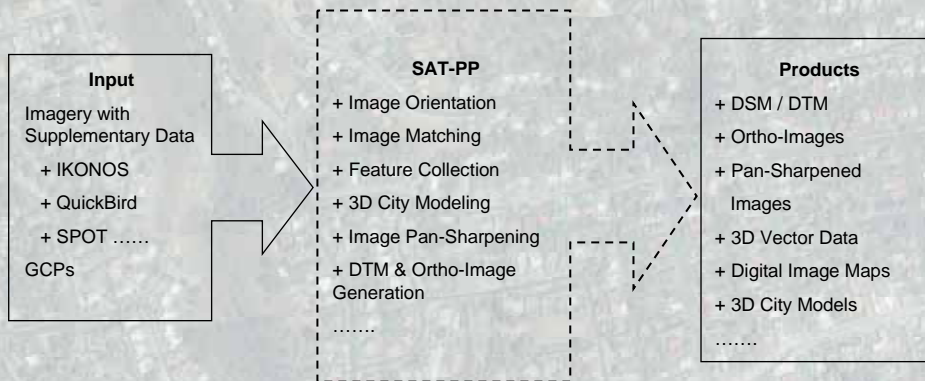 Input
Imagery with
Supplementary Data
+ IKONOS
+ QuickBird
+ SPOT ……
GCPs
SAT-PP
+ Image Orientation
+ Image Matching
+ Feature Collection
+ 3D City Modeling
+ Image Pan-Sharpening
+ DTM & Ortho-Image
Generation
…….
Products
+ DSM / DTM
+ Ortho-Images
+ Pan-Sharpened
Images
+ 3D Vector Data
+ Digital Image Maps
+ 3D City Models
…….